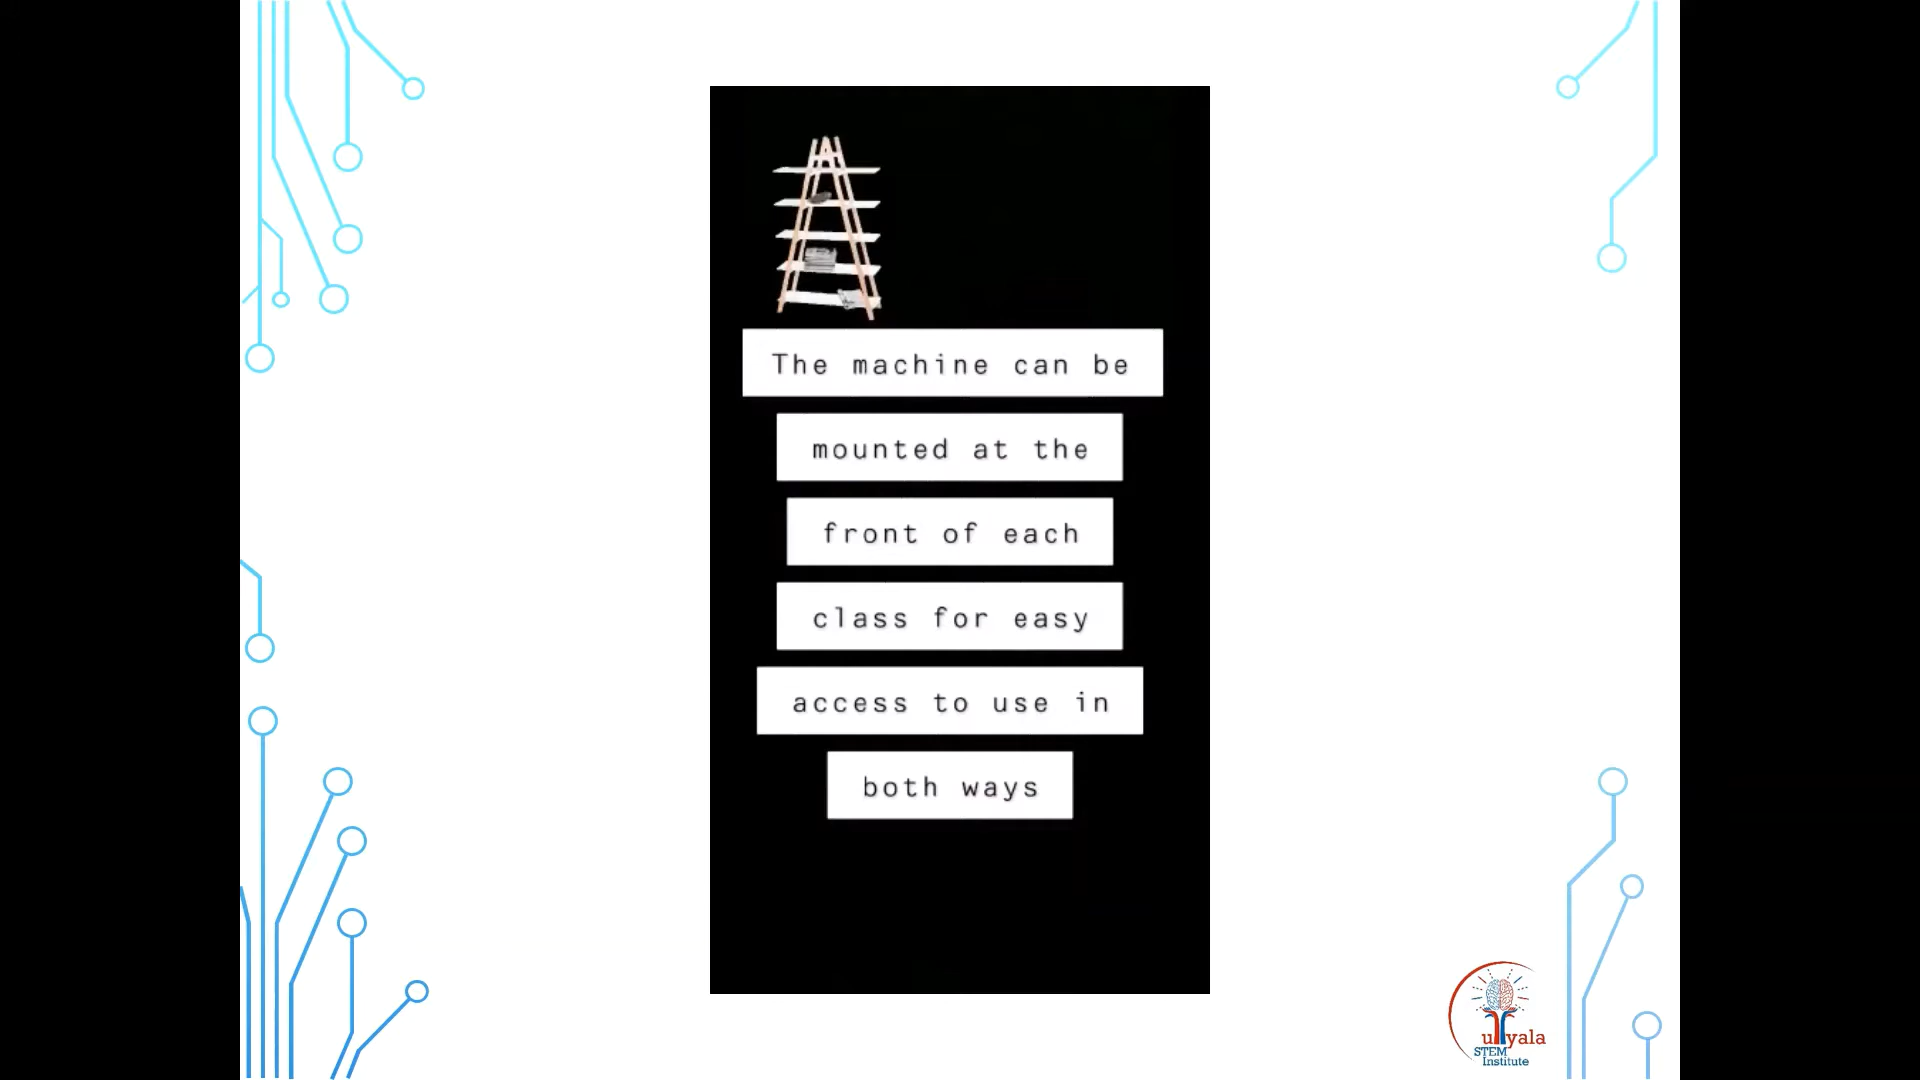 The machine can be
mounted at the
front of each
class for easy
access to use in
both ways
uYyala
STEM
Institute